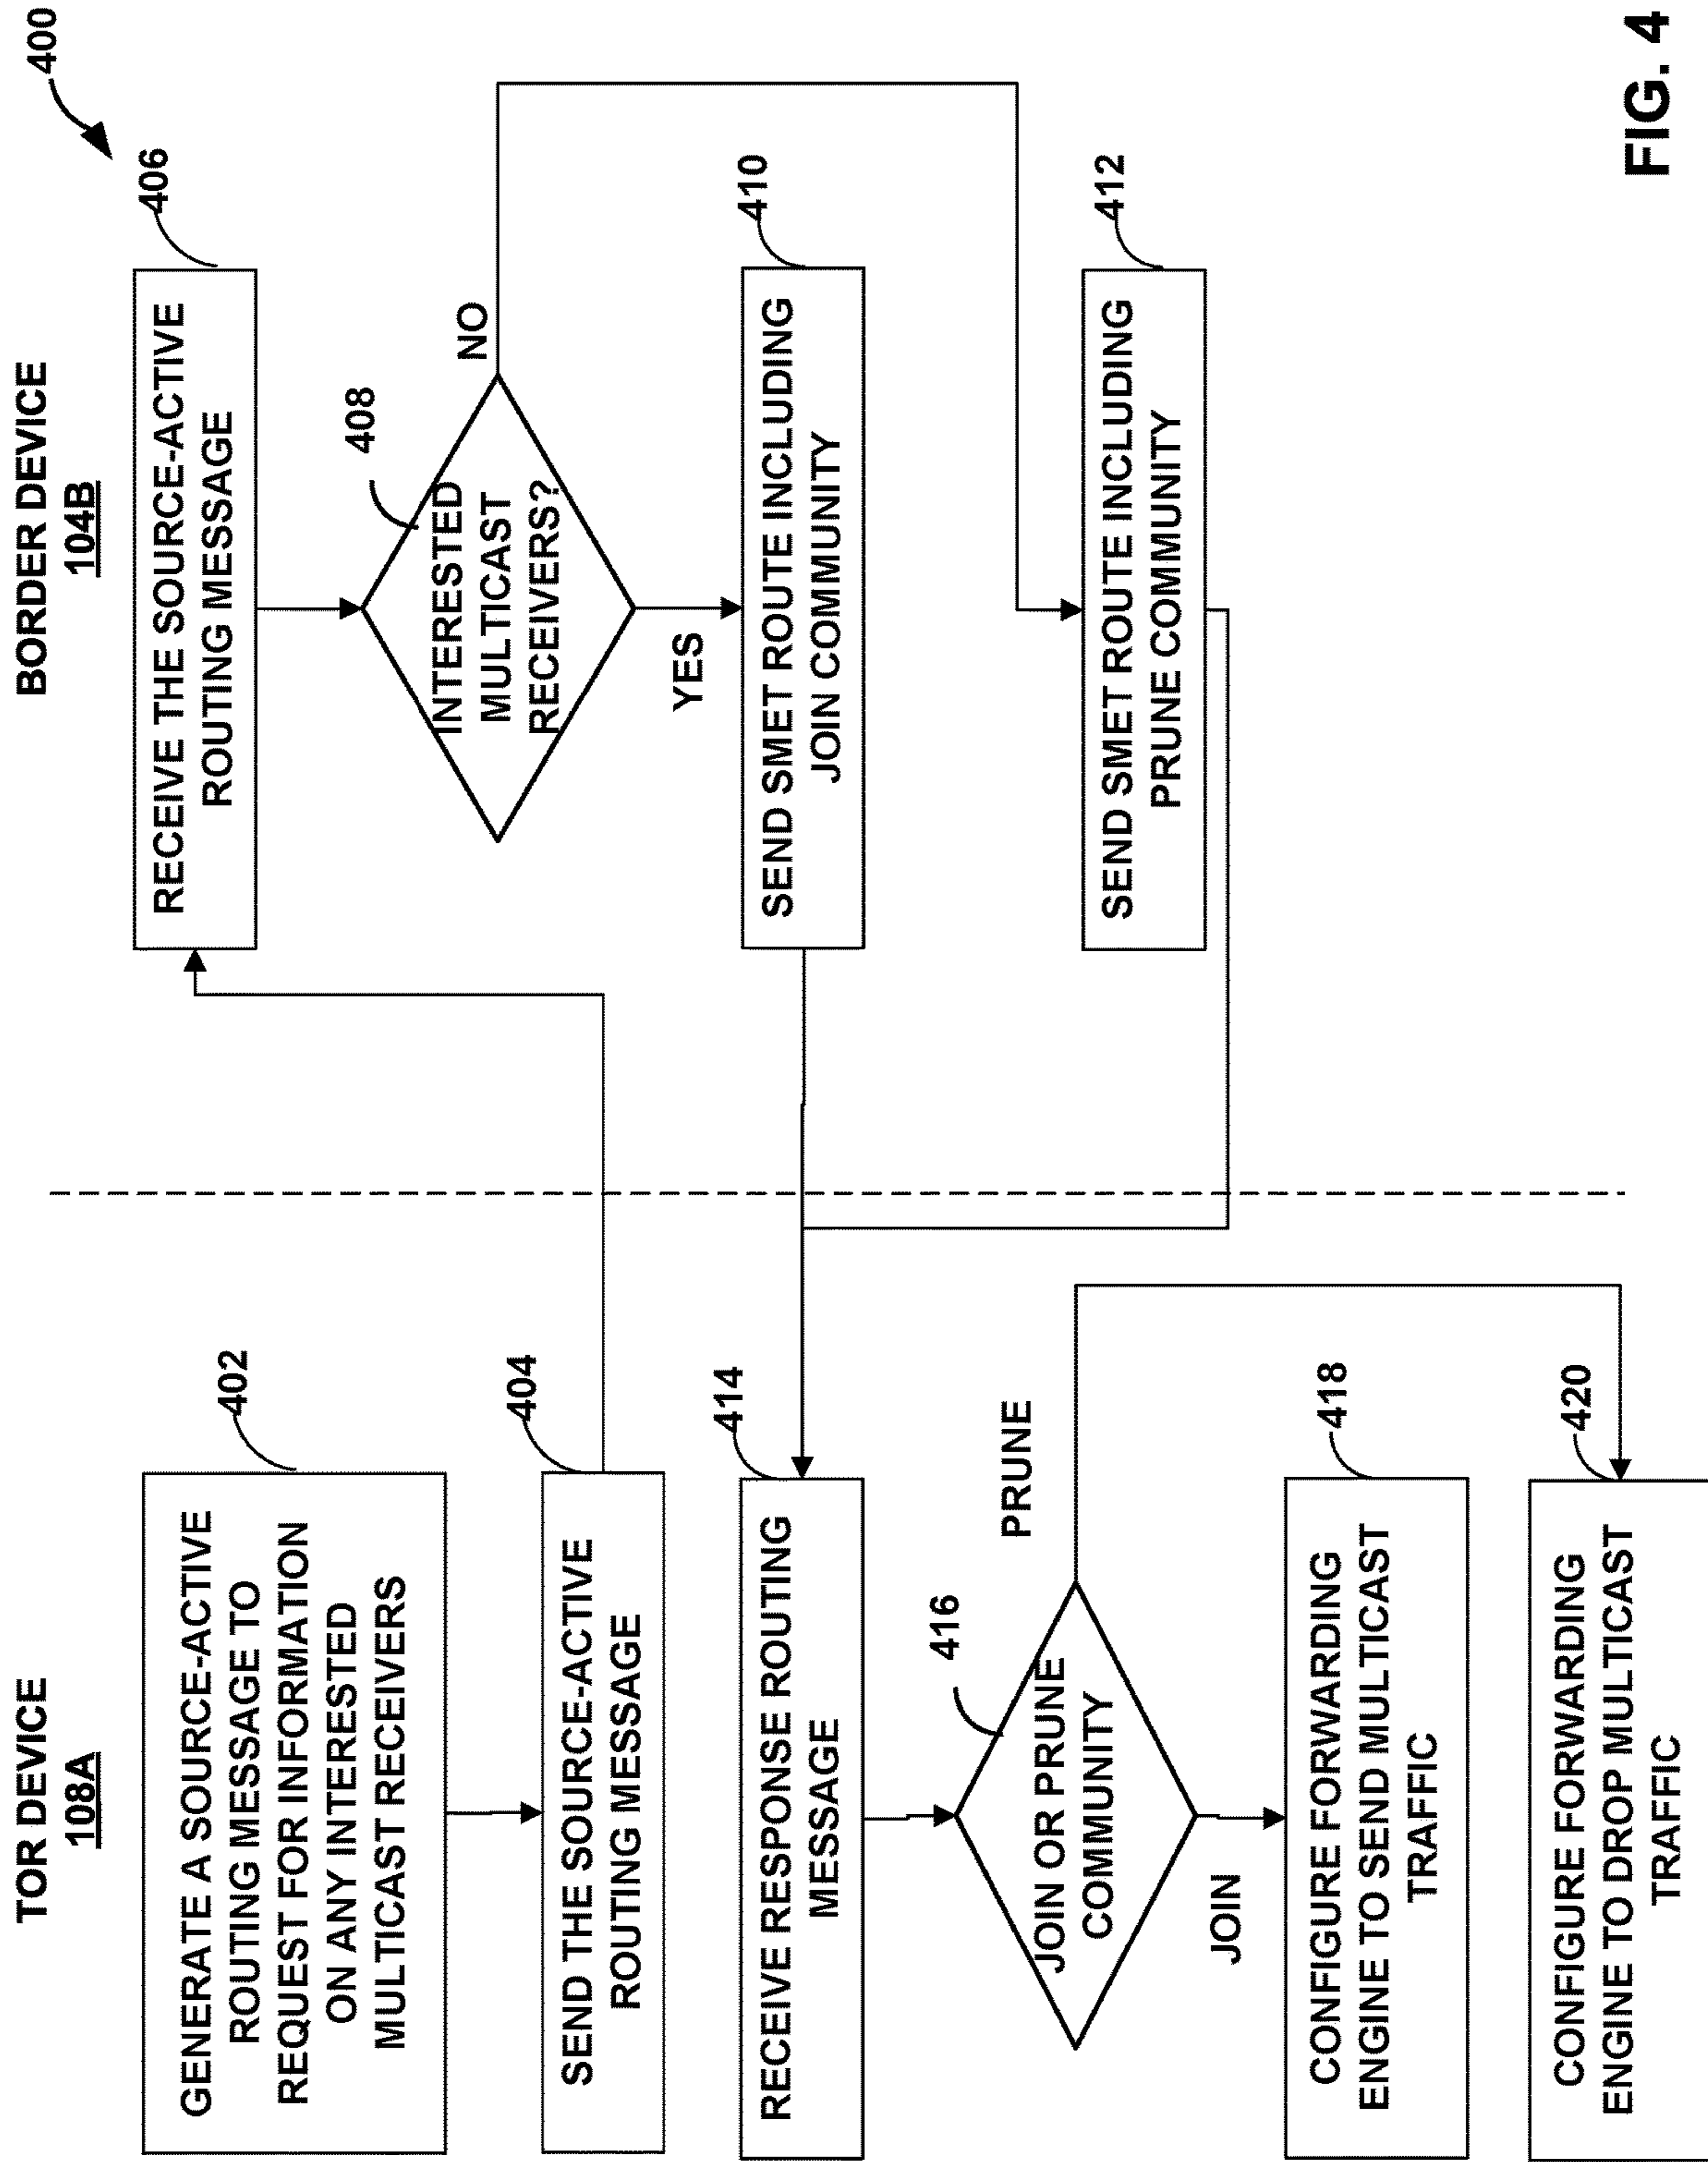 TOR DEVICE
108A
BORDER DEVICE
104B
400
GENERATE A SOURCE-ACTIVE
ROUTING MESSAGE TO
REQUEST FOR INFORMATION
ON ANY INTERESTED
MULTICAST RECEIVERS
402
SEND THE SOURCE-ACTIVE
ROUTING MESSAGE
404
RECEIVE THE SOURCE-ACTIVE
ROUTING MESSAGE
406
INTERESTED
MULTICAST
RECEIVERS?
408
NO
YES
SEND SMET ROUTE INCLUDING
JOIN COMMUNITY
410
SEND SMET ROUTE INCLUDING
PRUNE COMMUNITY
412
RECEIVE RESPONSE ROUTING
MESSAGE
414
JOIN OR PRUNE
COMMUNITY
416
PRUNE
JOIN
CONFIGURE FORWARDING
ENGINE TO SEND MULTICAST
TRAFFIC
418
CONFIGURE FORWARDING
ENGINE TO DROP MULTICAST
TRAFFIC
420
FIG. 4